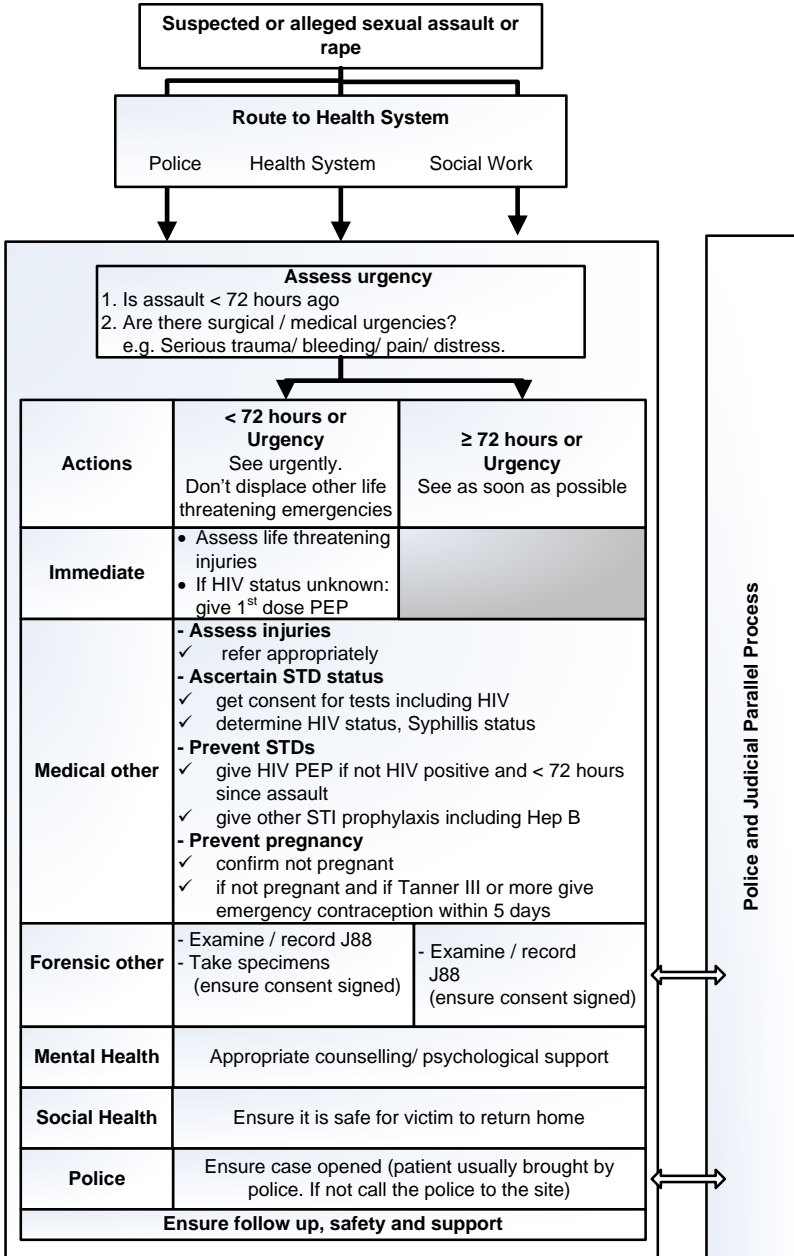 Suspected or alleged sexual assault or
rape
Route to Health System
Police Health System Social Work
Assess urgency
1. Is assault < 72 hours ago
2. Are there surgical / medical urgencies?
e.g. Serious trauma/ bleeding/ pain/ distress.
Actions
< 72 hours or
Urgency
See urgently.
Don't displace other life
threatening emergencies
≥ 72 hours or
Urgency
See as soon as possible
Immediate
• Assess life threatening
injuries
• If HIV status unknown:
give 1st dose PEP
Medical other
- Assess injuries
✓ refer appropriately
- Ascertain STD status
✓ get consent for tests including HIV
✓ determine HIV status, Syphillis status
- Prevent STDs
✓ give HIV PEP if not HIV positive and < 72 hours
since assault
✓ give other STI prophylaxis including Hep B
- Prevent pregnancy
✓ confirm not pregnant
✓ if not pregnant and if Tanner III or more give
emergency contraception within 5 days
Forensic other
- Examine / record J88
- Take specimens
(ensure consent signed)
- Examine / record
J88
(ensure consent signed)
Mental Health
Appropriate counselling/ psychological support
Social Health
Ensure it is safe for victim to return home
Police
Ensure case opened (patient usually brought by
police. If not call the police to the site)
Ensure follow up, safety and support
Police and Judicial Parallel Process